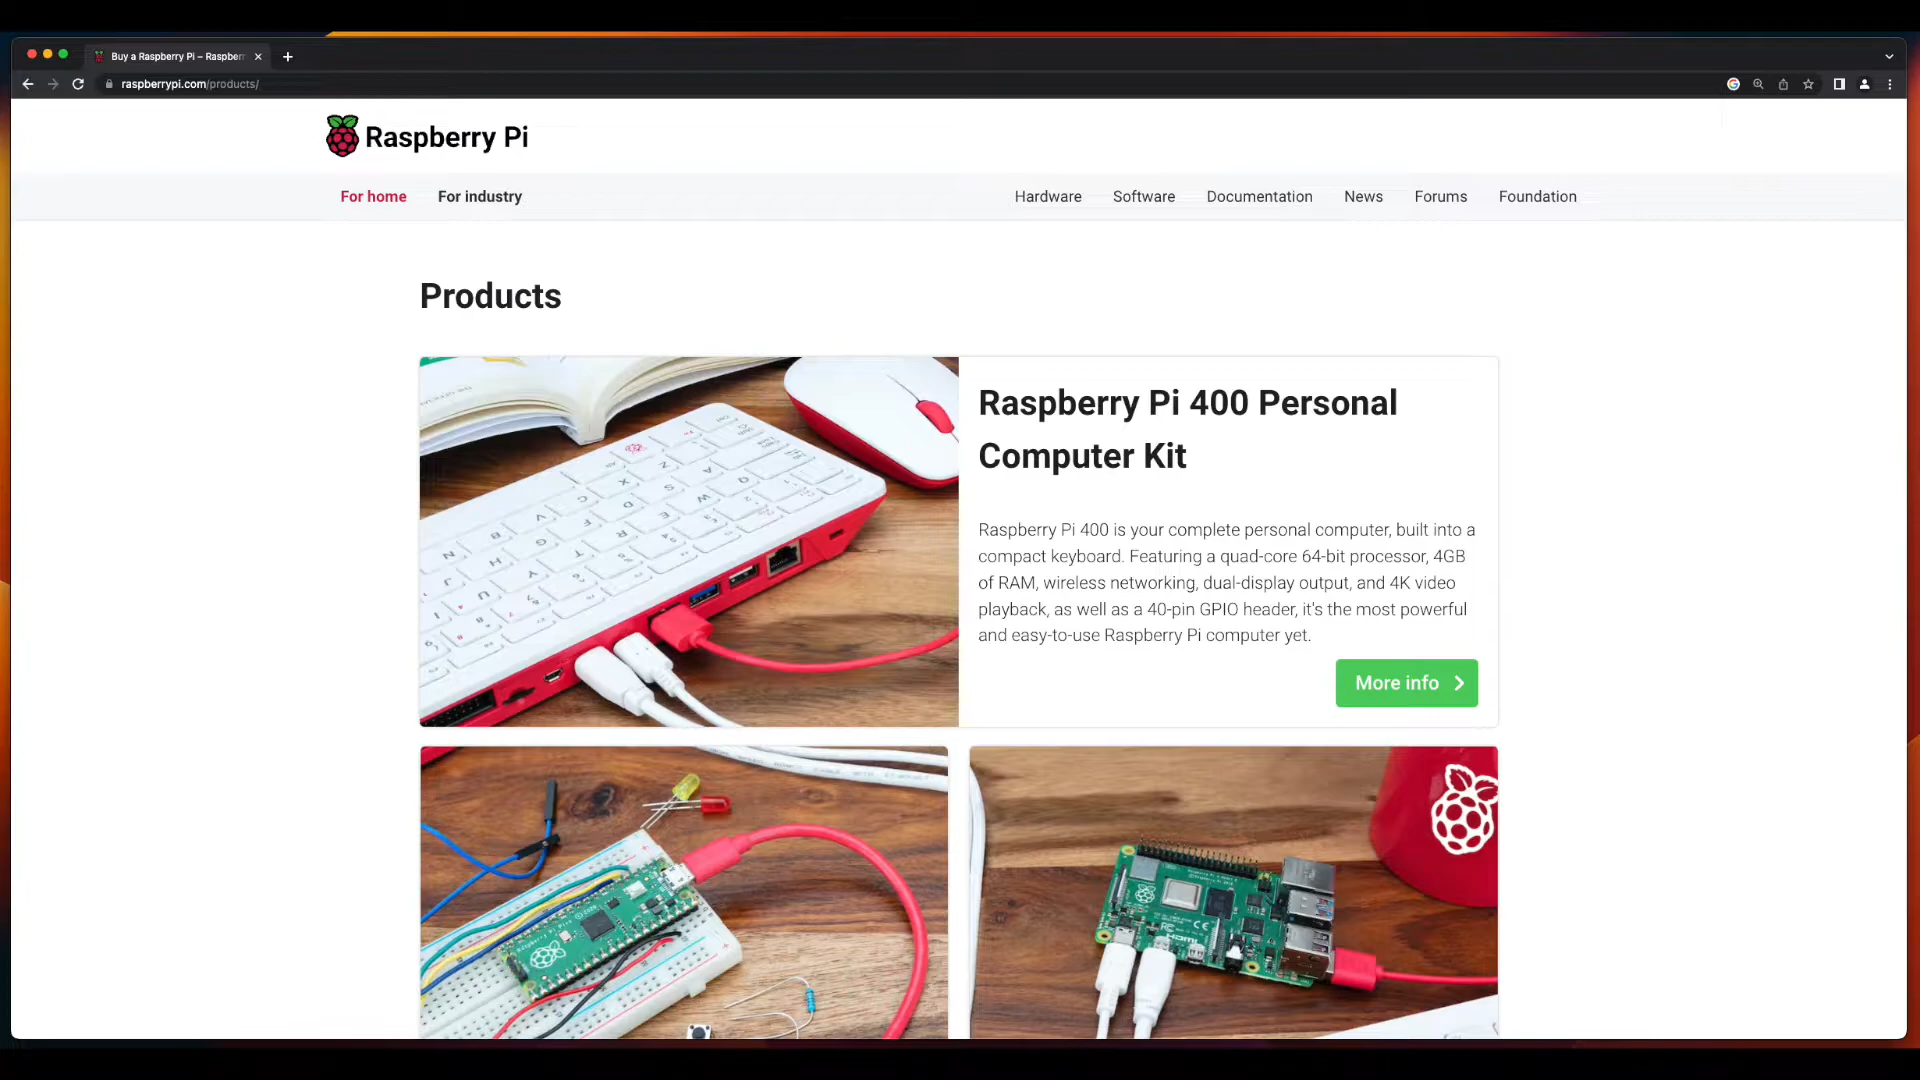 Buy a Raspberry Pi – Raspberr
raspberrypi.com/products/
Raspberry Pi
For home
For industry
Hardware
Software
Documentation
News
Forums
Foundation
Products
Raspberry Pi 400 Personal
Computer Kit
Raspberry Pi 400 is your complete personal computer, built into a
compact keyboard. Featuring a quad-core 64-bit processor, 4GB
of RAM, wireless networking, dual-display output, and 4K video
playback, as well as a 40-pin GPIO header, it's the most powerful
and easy-to-use Raspberry Pi computer yet.
More info
HDMI